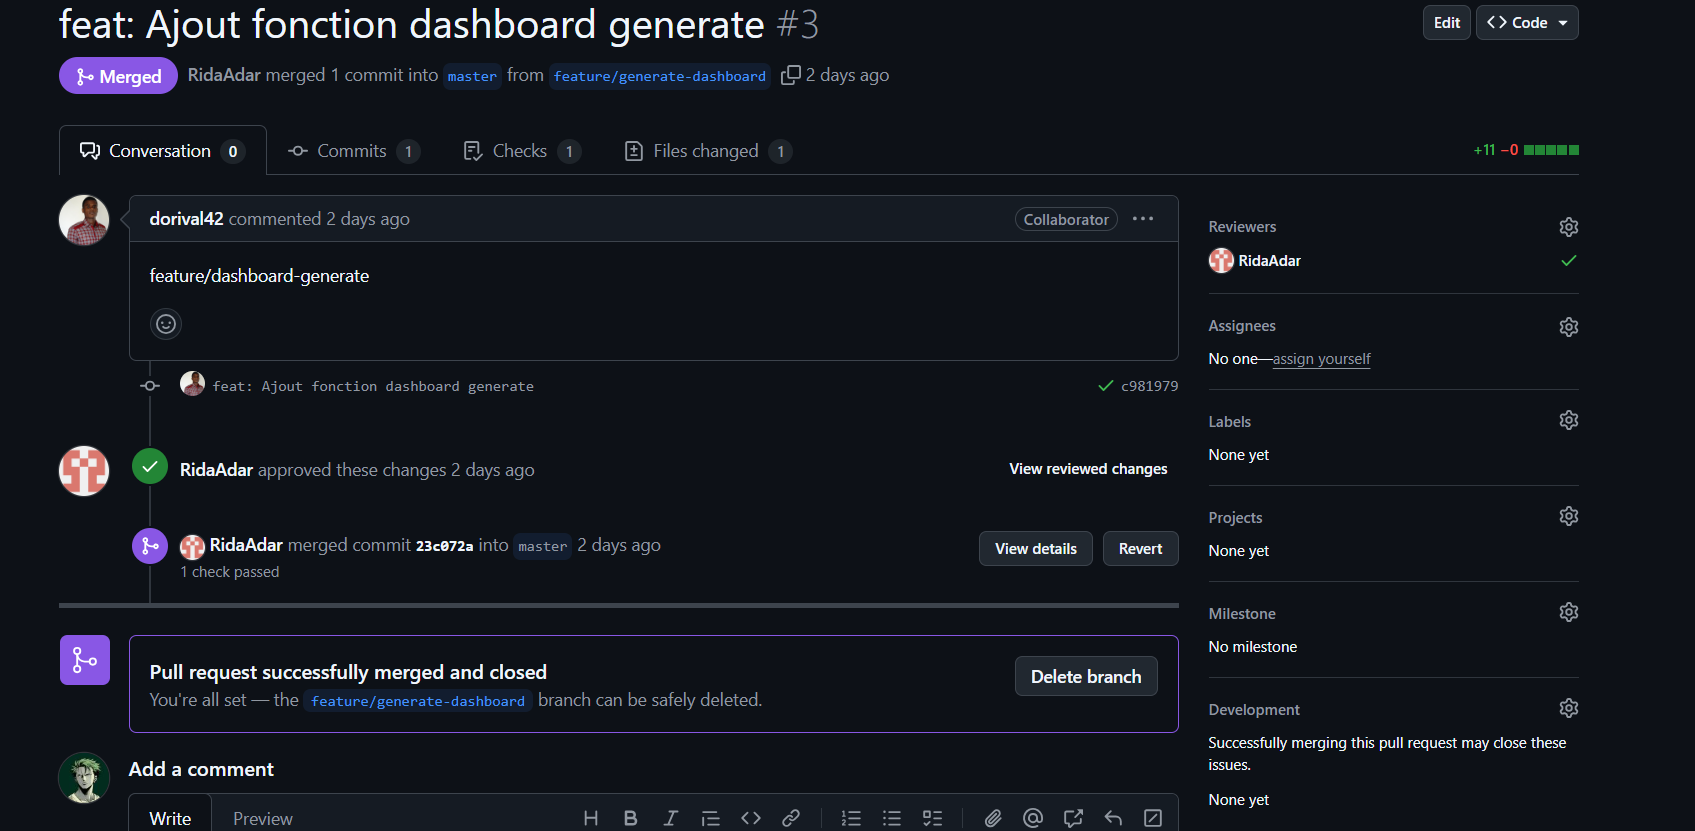 feat: Ajout fonction dashboard generate #3
Edit
Code
Merged RidaAdar merged 1 commit into master from feature/generate-dashboard 2 days ago
Conversation 0
Commits 1
Checks 1
Files changed 1
+11 −0
dorival42 commented 2 days ago
Collaborator
feature/dashboard-generate
feat: Ajout fonction dashboard generate
c981979
RidaAdar approved these changes 2 days ago
View reviewed changes
RidaAdar merged commit 23c072a into master 2 days ago
1 check passed
View details
Revert
Pull request successfully merged and closed
You're all set — the feature/generate-dashboard branch can be safely deleted.
Delete branch
Add a comment
Write
Preview
Reviewers
RidaAdar
Assignees
No one—assign yourself
Labels
None yet
Projects
None yet
Milestone
No milestone
Development
Successfully merging this pull request may close these
issues.
None yet